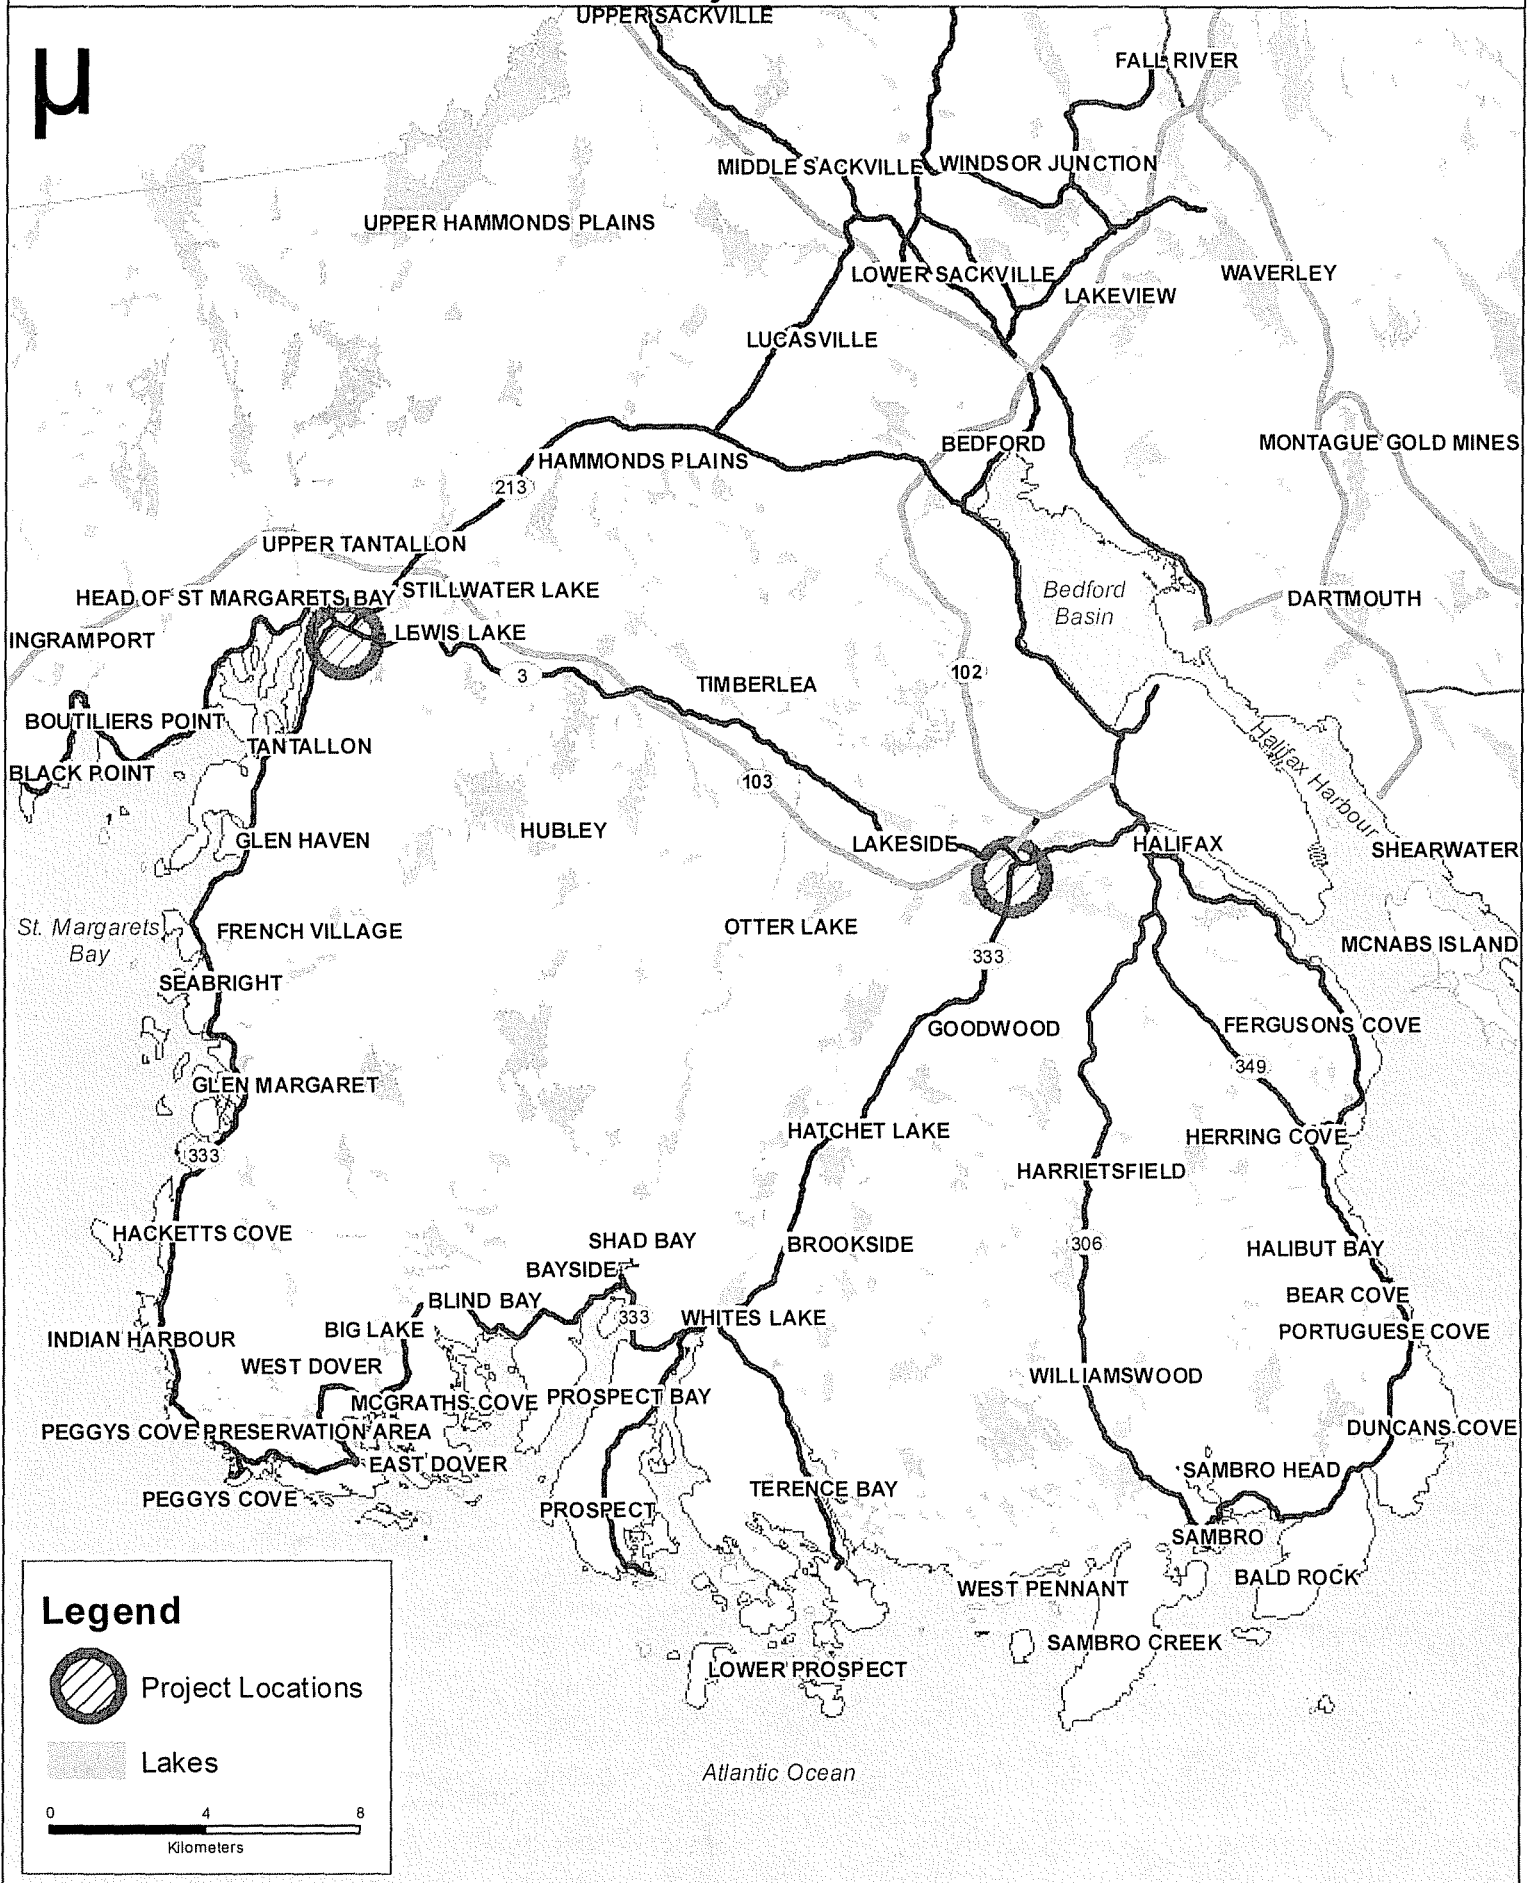 UPPER SACKVILLE
µ
FALL RIVER
MIDDLE SACKVILLE
WINDSOR JUNCTION
UPPER HAMMONDS PLAINS
LOWER SACKVILLE
WAVERLEY
LAKEVIEW
LUCASVILLE
BEDFORD
MONTAGUE GOLD MINES
HAMMONDS PLAINS
213
UPPER TANTALLON
Bedford
Basin
HEAD OF ST MARGARETS BAY
STILLWATER LAKE
DARTMOUTH
INGRAMPORT
LEWIS LAKE
3
102
TIMBERLEA
BOUTILIERS POINT
TANTALLON
Halifax Harbour
BLACK POINT
103
HUBLEY
GLEN HAVEN
LAKESIDE
HALIFAX
SHEARWATER
St. Margarets
Bay
FRENCH VILLAGE
OTTER LAKE
MCNABS ISLAND
333
SEABRIGHT
GOODWOOD
FERGUSONS COVE
349
GLEN MARGARET
HATCHET LAKE
HERRING COVE
333
HARRIETSFIELD
HACKETTS COVE
SHAD BAY
BROOKSIDE
306
HALIBUT BAY
BAYSIDE
BEAR COVE
BLIND BAY
333
WHITES LAKE
BIG LAKE
INDIAN HARBOUR
PORTUGUESE COVE
WEST DOVER
WILLIAMSWOOD
MCGRATHS COVE
PROSPECT BAY
PEGGYS COVE PRESERVATION AREA
DUNCANS COVE
EAST DOVER
SAMBRO HEAD
PEGGYS COVE
TERENCE BAY
PROSPECT
SAMBRO
WEST PENNANT
BALD ROCK
SAMBRO CREEK
LOWER PROSPECT
Atlantic Ocean
Legend
Project Locations
Lakes
0 4 8
Kilometers